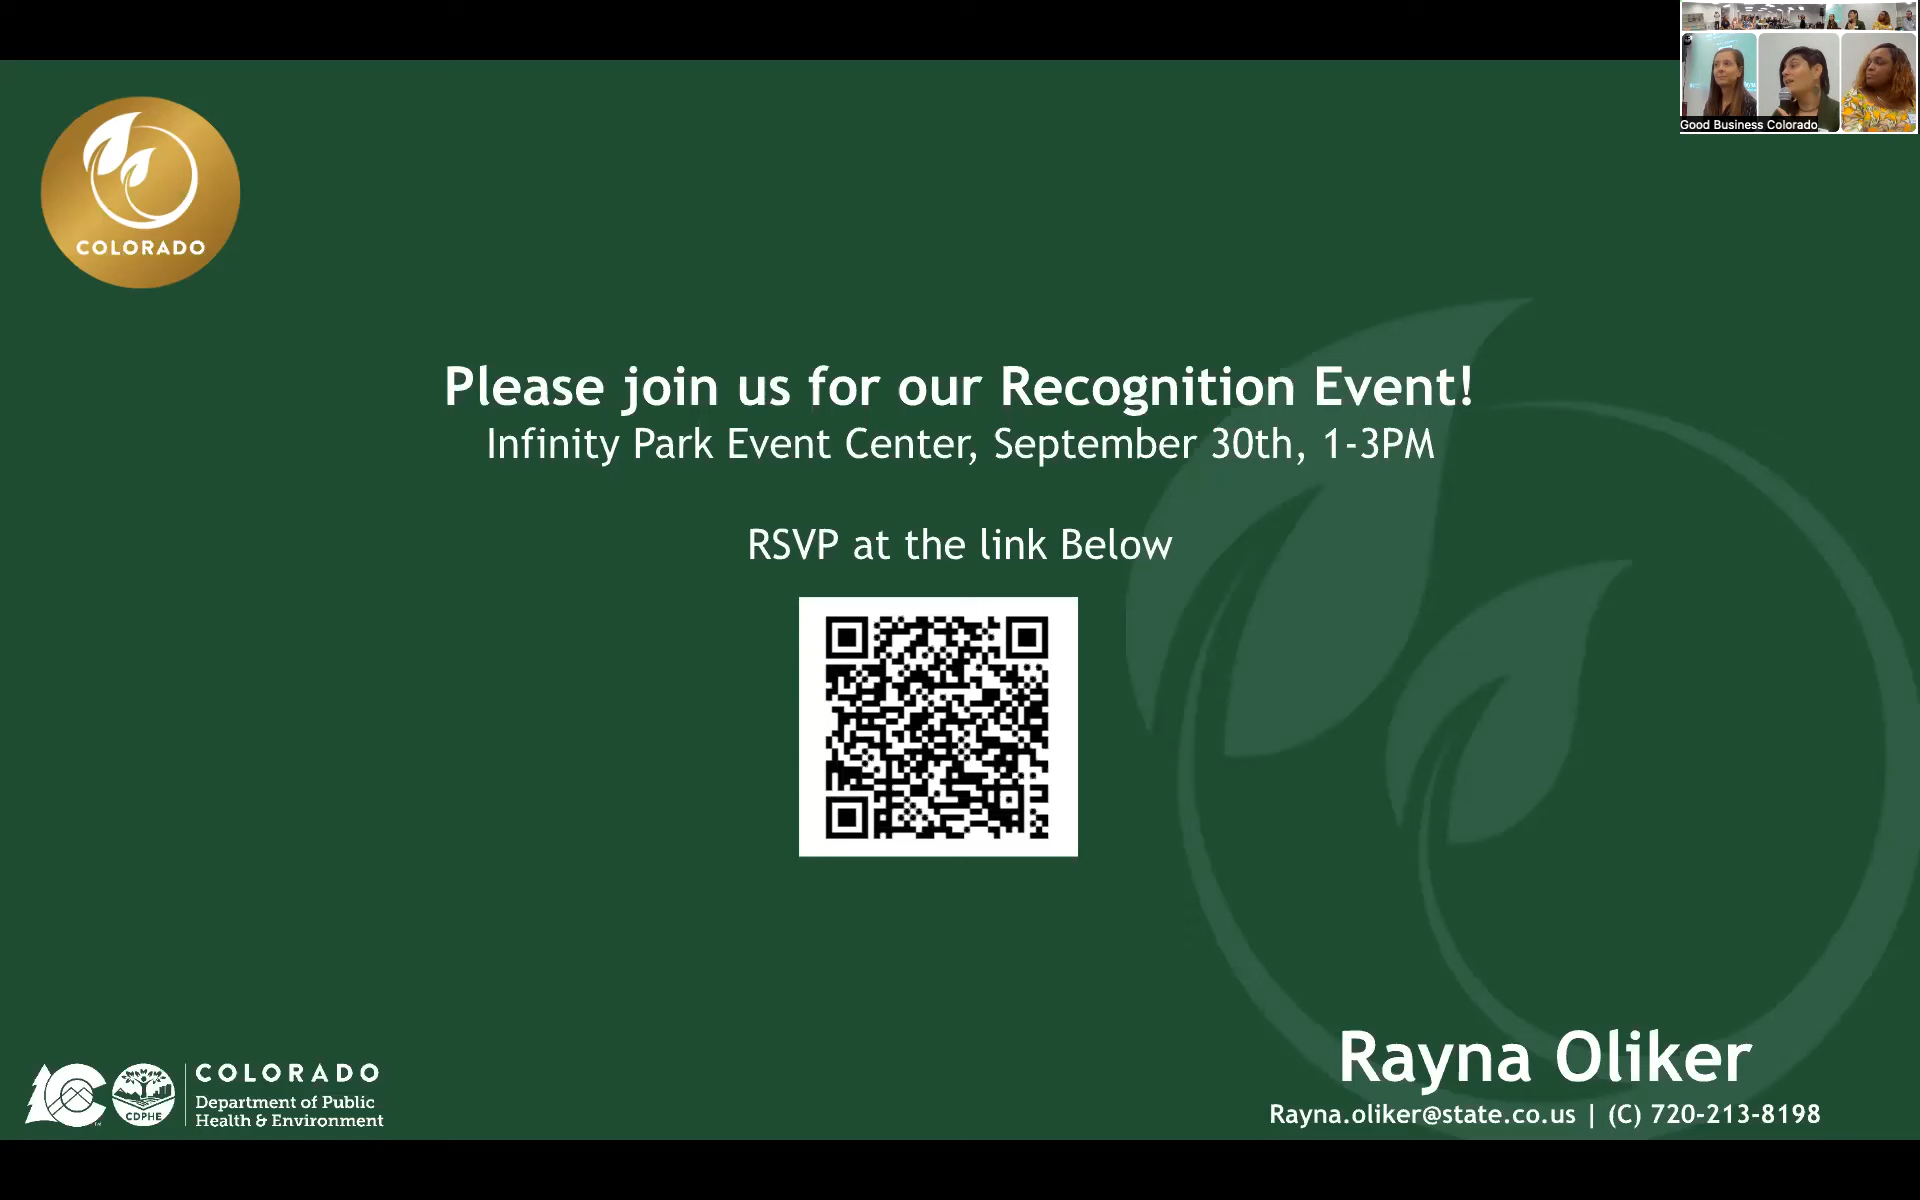 Good Business Colorado
COLORADO
Please join us for our Recognition Event!
Infinity Park Event Center, September 30th, 1-3PM
RSVP at the link Below
Rayna Oliker
Rayna.oliker@state.co.us | (C) 720-213-8198
CDPHE
COLORADO
Department of Public
Health & Environment